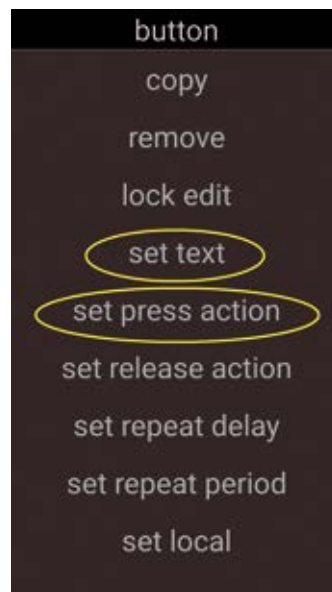 button
copy
remove
lock edit
set text
set press action
set release action
set repeat delay
set repeat period
set local